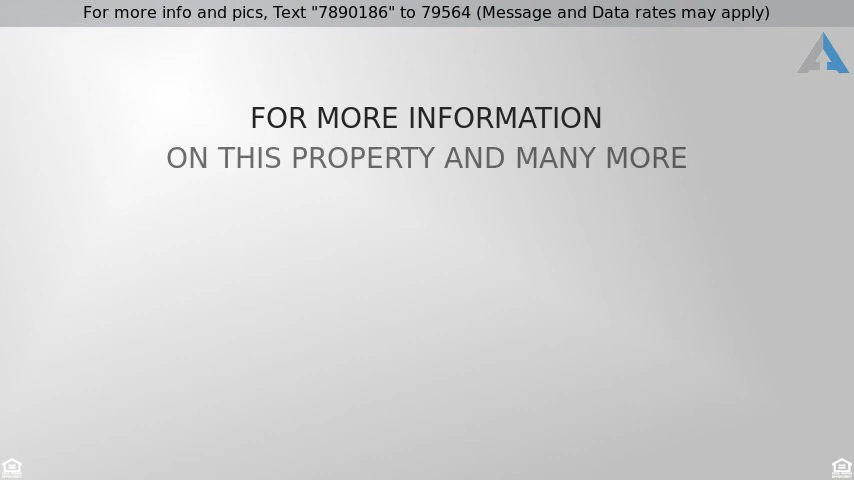 For more info and pics, Text "7890186" to 79564 (Message and Data rates may apply)
FOR MORE INFORMATION
ON THIS PROPERTY AND MANY MORE